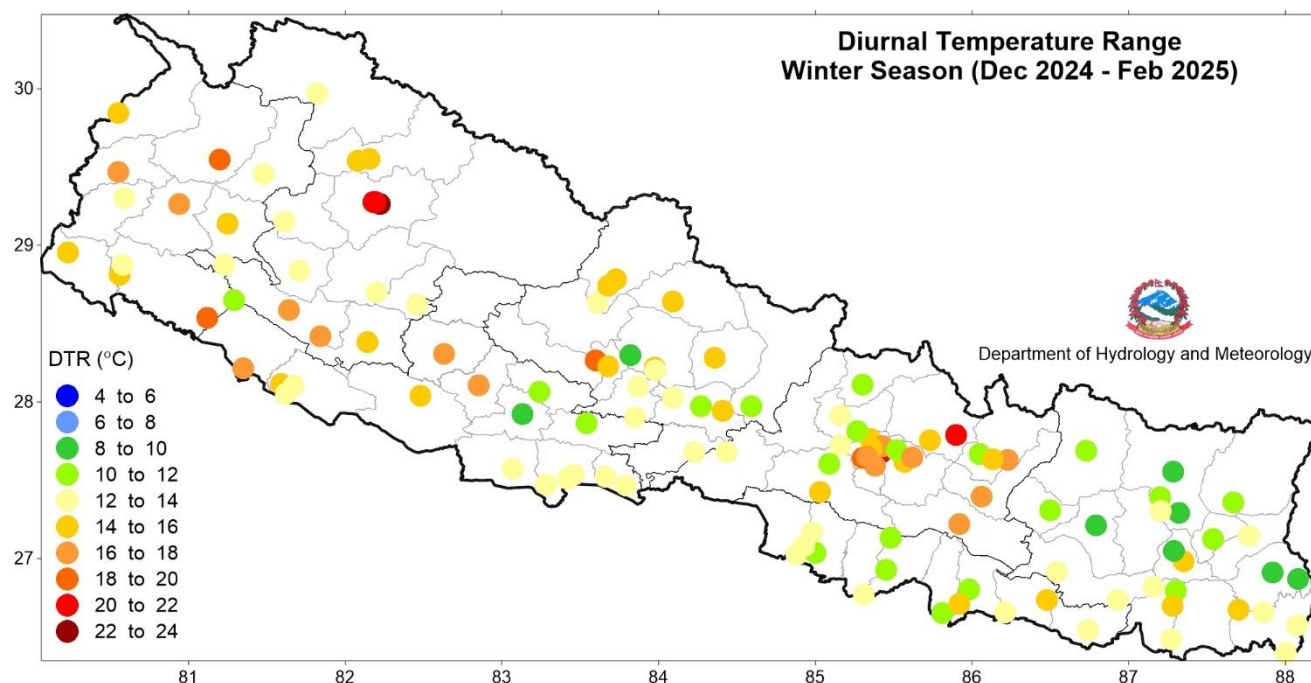 Diurnal Temperature Range
Winter Season (Dec 2024 - Feb 2025)
30
29
28
27
Department of Hydrology and Meteorology
DTR (°C)
4 to 6
6 to 8
8 to 10
10 to 12
12 to 14
14 to 16
16 to 18
18 to 20
20 to 22
22 to 24
81 82 83 84 85 86 87 88